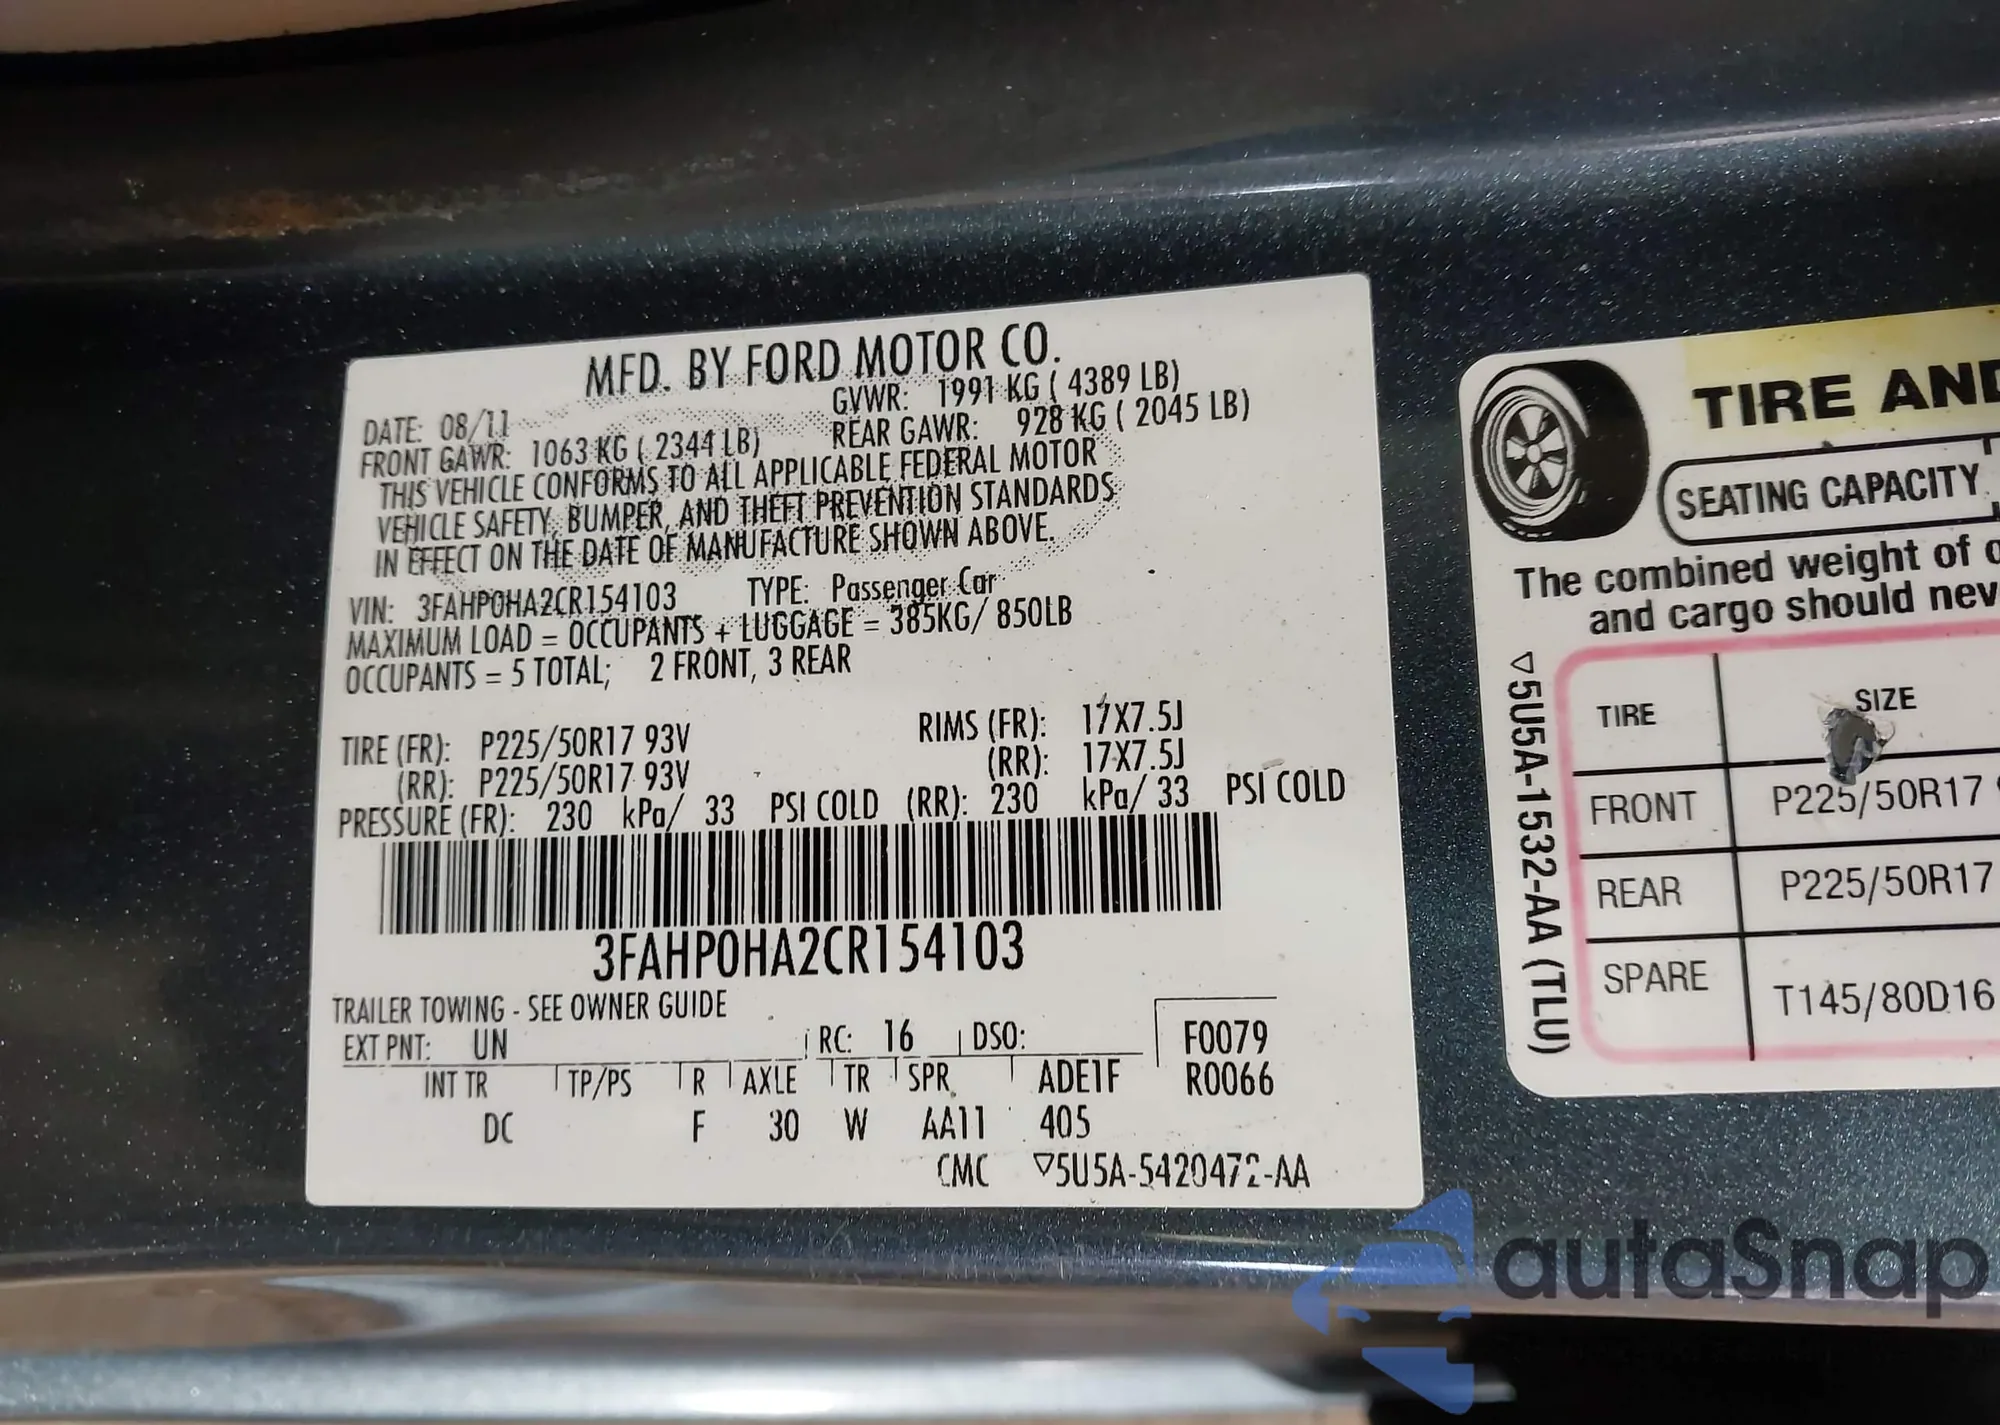 MFD. BY FORD MOTOR CO.
DATE: 08/11 GVWR: 1991 KG ( 4389 LB)
FRONT GAWR: 1063 KG ( 2344 LB) REAR GAWR: 928 KG ( 2045 LB)
THIS VEHICLE CONFORMS TO ALL APPLICABLE FEDERAL MOTOR
VEHICLE SAFETY, BUMPER, AND THEFT PREVENTION STANDARDS
IN EFFECT ON THE DATE OF MANUFACTURE SHOWN ABOVE.
VIN: 3FAHP0HA2CR154103 TYPE: Passenger Car
MAXIMUM LOAD = OCCUPANTS + LUGGAGE = 385KG/ 850LB
OCCUPANTS = 5 TOTAL; 2 FRONT, 3 REAR
TIRE (FR): P225/50R17 93V RIMS (FR): 17X7.5J
(RR): P225/50R17 93V (RR): 17X7.5J
PRESSURE (FR): 230 kPa/ 33 PSI COLD (RR): 230 kPa/ 33 PSI COLD
3FAHP0HA2CR154103
TRAILER TOWING - SEE OWNER GUIDE
EXT PNT: UN RC: 16 DSO: F0079
INT TR TP/PS R AXLE TR SPR ADE1F R0066
DC F 30 W AA11 405
CMC ▽5U5A-5420472-AA
TIRE AND
SEATING CAPACITY
The combined weight of
and cargo should
▽5U5A-1532-AA (TLU)
TIRE SIZE
FRONT P225/50R17
REAR P225/50R17
SPARE T145/80D16
autaSnap